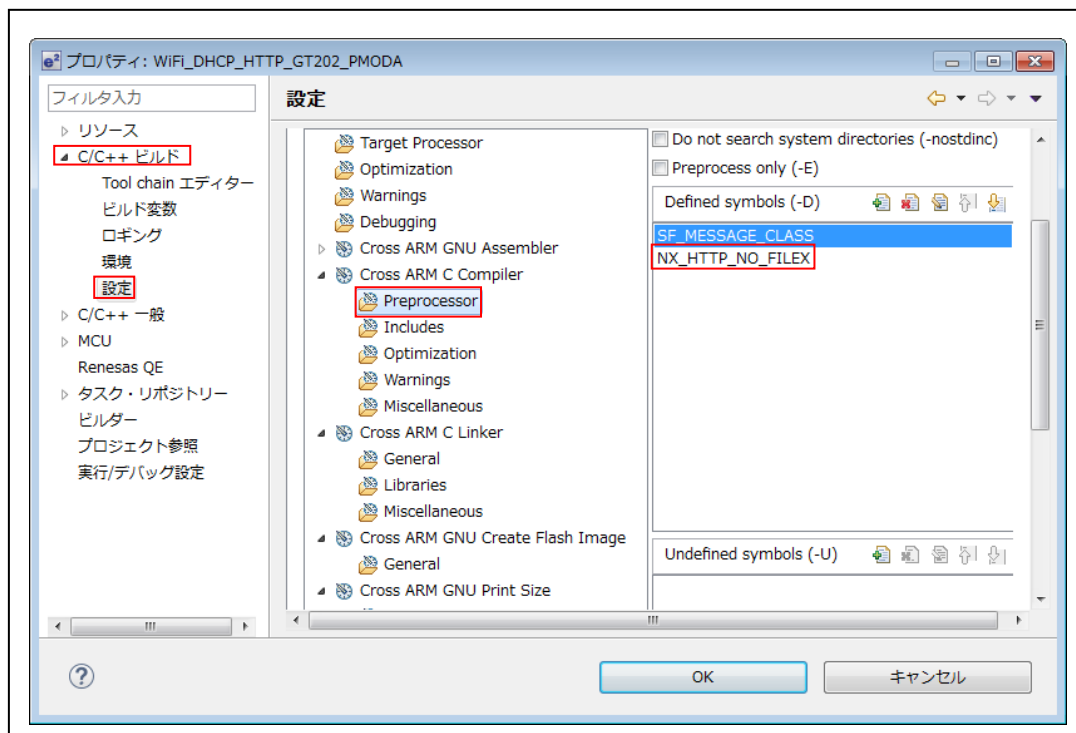 プロパティ: WiFi_DHCP_HTTP_GT202_PMODA
フィルタ入力
リソース
C/C++ ビルド
Tool chain エディター
ビルド変数
ロギング
環境
設定
C/C++ 一般
MCU
Renesas QE
タスク・リポジトリー
ビルダー
プロジェクト参照
実行/デバッグ設定
設定
Target Processor
Optimization
Warnings
Debugging
Cross ARM GNU Assembler
Cross ARM C Compiler
Preprocessor
Includes
Optimization
Warnings
Miscellaneous
Cross ARM C Linker
General
Libraries
Miscellaneous
Cross ARM GNU Create Flash Image
General
Cross ARM GNU Print Size
Do not search system directories (-nostdinc)
Preprocess only (-E)
Defined symbols (-D)
SF_MESSAGE_CLASS
NX_HTTP_NO_FILEX
Undefined symbols (-U)
OK
キャンセル